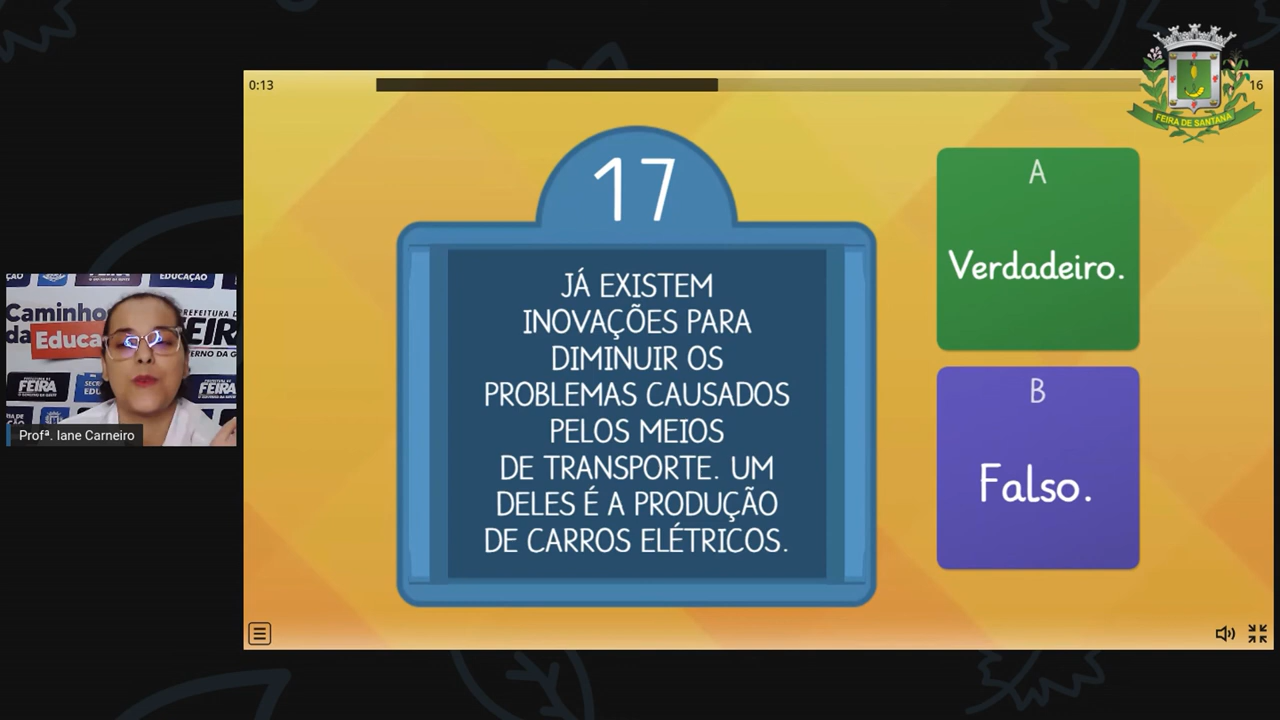 0:13
16
FEIRA DE SANTANA
17
JÁ EXISTEM
INOVAÇÕES PARA
DIMINUIR OS
PROBLEMAS CAUSADOS
PELOS MEIOS
DE TRANSPORTE. UM
DELES É A PRODUÇÃO
DE CARROS ELÉTRICOS.
A
Verdadeiro.
B
Falso.
EDUCAÇÃO
Caminho
da Educa
FEIRA
Profª. Iane Carneiro